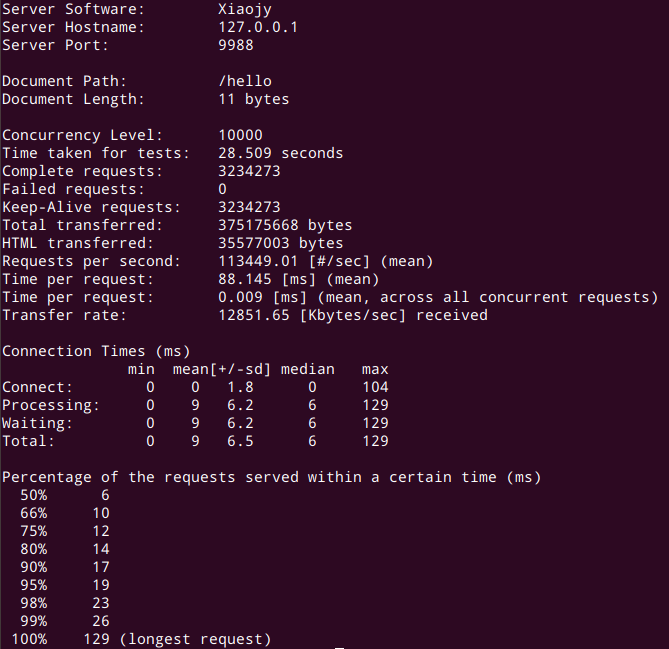 Server Software:        Xiaojy
Server Hostname:        127.0.0.1
Server Port:            9988

Document Path:          /hello
Document Length:        11 bytes

Concurrency Level:      10000
Time taken for tests:   28.509 seconds
Complete requests:      3234273
Failed requests:        0
Keep-Alive requests:    3234273
Total transferred:      375175668 bytes
HTML transferred:       35577003 bytes
Requests per second:    113449.01 [#/sec] (mean)
Time per request:       88.145 [ms] (mean)
Time per request:       0.009 [ms] (mean, across all concurrent requests)
Transfer rate:          12851.65 [Kbytes/sec] received

Connection Times (ms)
              min  mean[+/-sd] median   max
Connect:        0    0   1.8      0     104
Processing:     0    9   6.2      6     129
Waiting:        0    9   6.2      6     129
Total:          0    9   6.5      6     129

Percentage of the requests served within a certain time (ms)
  50%      6
  66%     10
  75%     12
  80%     14
  90%     17
  95%     19
  98%     23
  99%     26
 100%    129 (longest request)